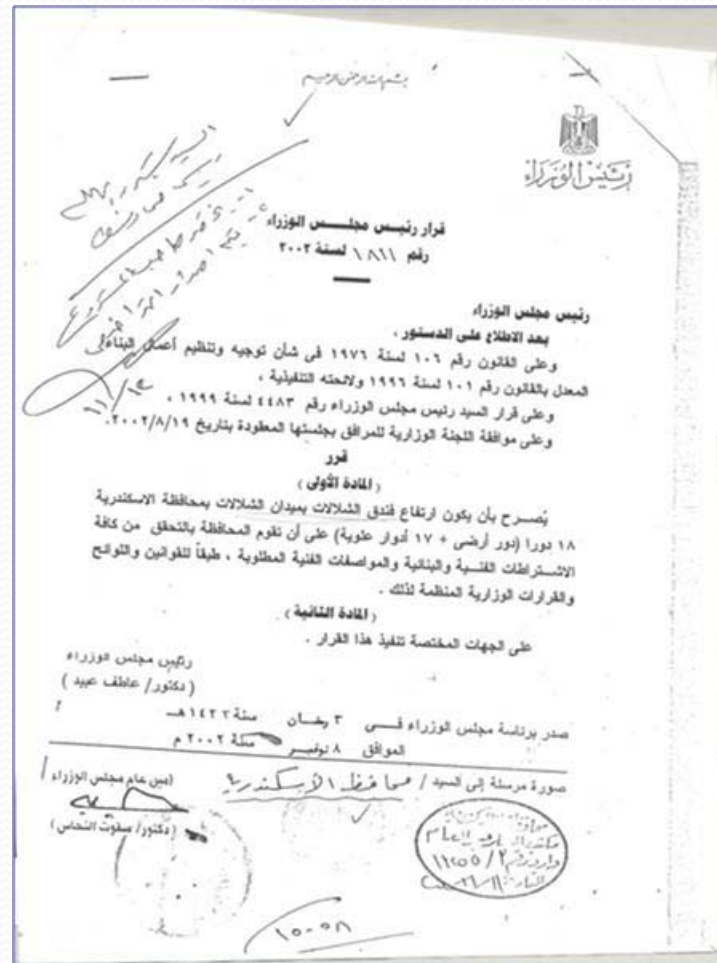 بسم الله الرحمن الرحيم
رئيس الوزراء
قرار رئيس مجلس الوزراء
رقم ١٨١١ لسنة ٢٠٠٢
رئيس مجلس الوزراء
بعد الاطلاع على الدستور ،
وعلى القانون رقم ١٠٦ لسنة ١٩٧٦ فى شأن توجيه وتنظيم أعمال البناء
المعدل بالقانون رقم ١٠١ لسنة ١٩٩٦ ولائحته التنفيذية ،
وعلى قرار السيد رئيس مجلس الوزراء رقم ٤٤٨٣ لسنة ١٩٩٩ ،
وعلى موافقة اللجنة الوزارية للمرافق بجلستها المعقودة بتاريخ ٢٠٠٢/٨/١٩.
قرر
( المادة الأولى )
يُصرح بأن يكون ارتفاع فندق الشلالات بميدان الشلالات بمحافظة الاسكندرية
١٨ دورا (دور أرضى + ١٧ أدوار علوية) على أن تقوم المحافظة بالتحقق من كافة
الاشتراطات الفنية والبنائية والمواصفات الفنية المطلوبة ، طبقاً للقوانين واللوائح
والقرارات الوزارية المنظمة لذلك .
( المادة الثانية )
على الجهات المختصة تنفيذ هذا القرار .
رئيس مجلس الوزراء
( دكتور/ عاطف عبيد )
صدر برئاسة مجلس الوزراء فى ٣ رمضان سنة ١٤٢٣ هـ
الموافق ٨ نوفمبر سنة ٢٠٠٢ م
صورة مرسلة إلى السيد / محافظ الإسكندرية
أمين عام مجلس الوزراء
( دكتور/ صفوت النحاس )
١٥٠٥٨